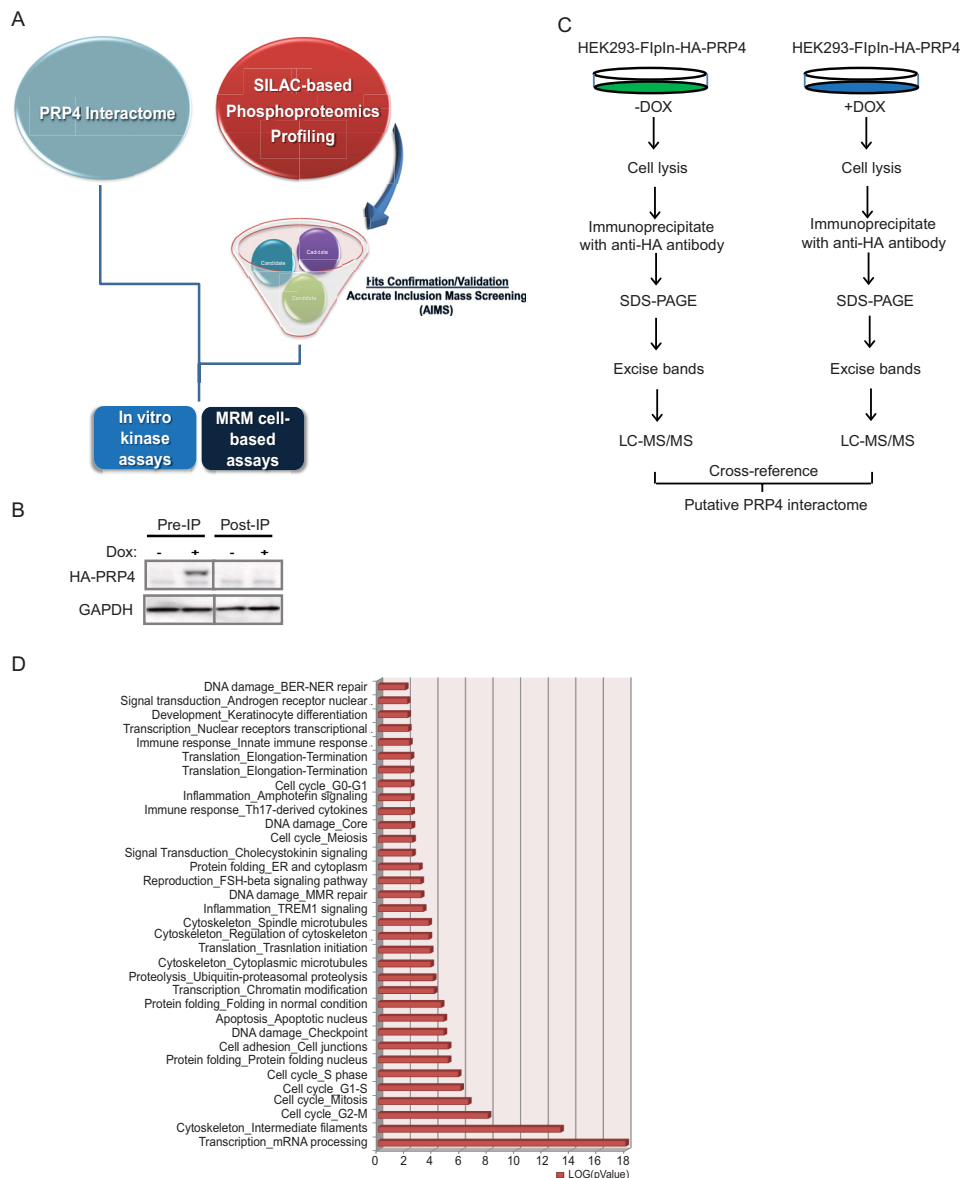 A
PRP4 Interactome
SILAC-based
Phosphoproteomics
Profiling
Candidate
Cadidate
Candidate
Hits Confirmation/Validation
Accurate Inclusion Mass Screening
(AIMS)
In vitro
kinase
assays
MRM cell-
based
assays
B
Pre-IP
Post-IP
Dox:
-
+
-
+
HA-PRP4
GAPDH
C
HEK293-FlpIn-HA-PRP4
-DOX
Cell lysis
Immunoprecipitate
with anti-HA antibody
SDS-PAGE
Excise bands
LC-MS/MS
HEK293-FlpIn-HA-PRP4
+DOX
Cell lysis
Immunoprecipitate
with anti-HA antibody
SDS-PAGE
Excise bands
LC-MS/MS
Cross-reference
Putative PRP4 interactome
D
DNA damage_BER-NER repair
Signal transduction_Androgen receptor nuclear ..
Development_Keratinocyte differentiation
Transcription_Nuclear receptors transcriptional ..
Immune response_Innate immune response ..
Translation_Elongation-Termination
Translation_Elongation-Termination
Cell cycle_G0-G1
Inflammation_Amphoterin signaling
Immune response_Th17-derived cytokines
DNA damage_Core
Cell cycle_Meiosis
Signal Transduction_Cholecystokin signaling
Protein folding_ER and cytoplasm
Reproduction_FSH-beta signaling pathway
DNA damage_MMR repair
Inflammation_TREM1 signaling
Cytoskeleton_Spindle microtubules
Cytoskeleton_Regulation of cytoskeleton ..
Translation_Trasnlation initiation
Cytoskeleton_Cytoplasmic microtubules
Proteolysis_Ubiquitin-proteasomal proteolysis
Transcription_Chromatin modification
Protein folding_Folding in normal condition
Apoptosis_Apoptotic nucleus
DNA damage_Checkpoint
Cell adhesion_Cell junctions
Protein folding_Protein folding nucleus
Cell cycle_S phase
Cell cycle_G1-S
Cell cycle_Mitosis
Cell cycle_G2-M
Cytoskeleton_Intermediate filaments
Transcription_mRNA processing
0 2 4 6 8 10 12 14 16 18
LOG(pValue)